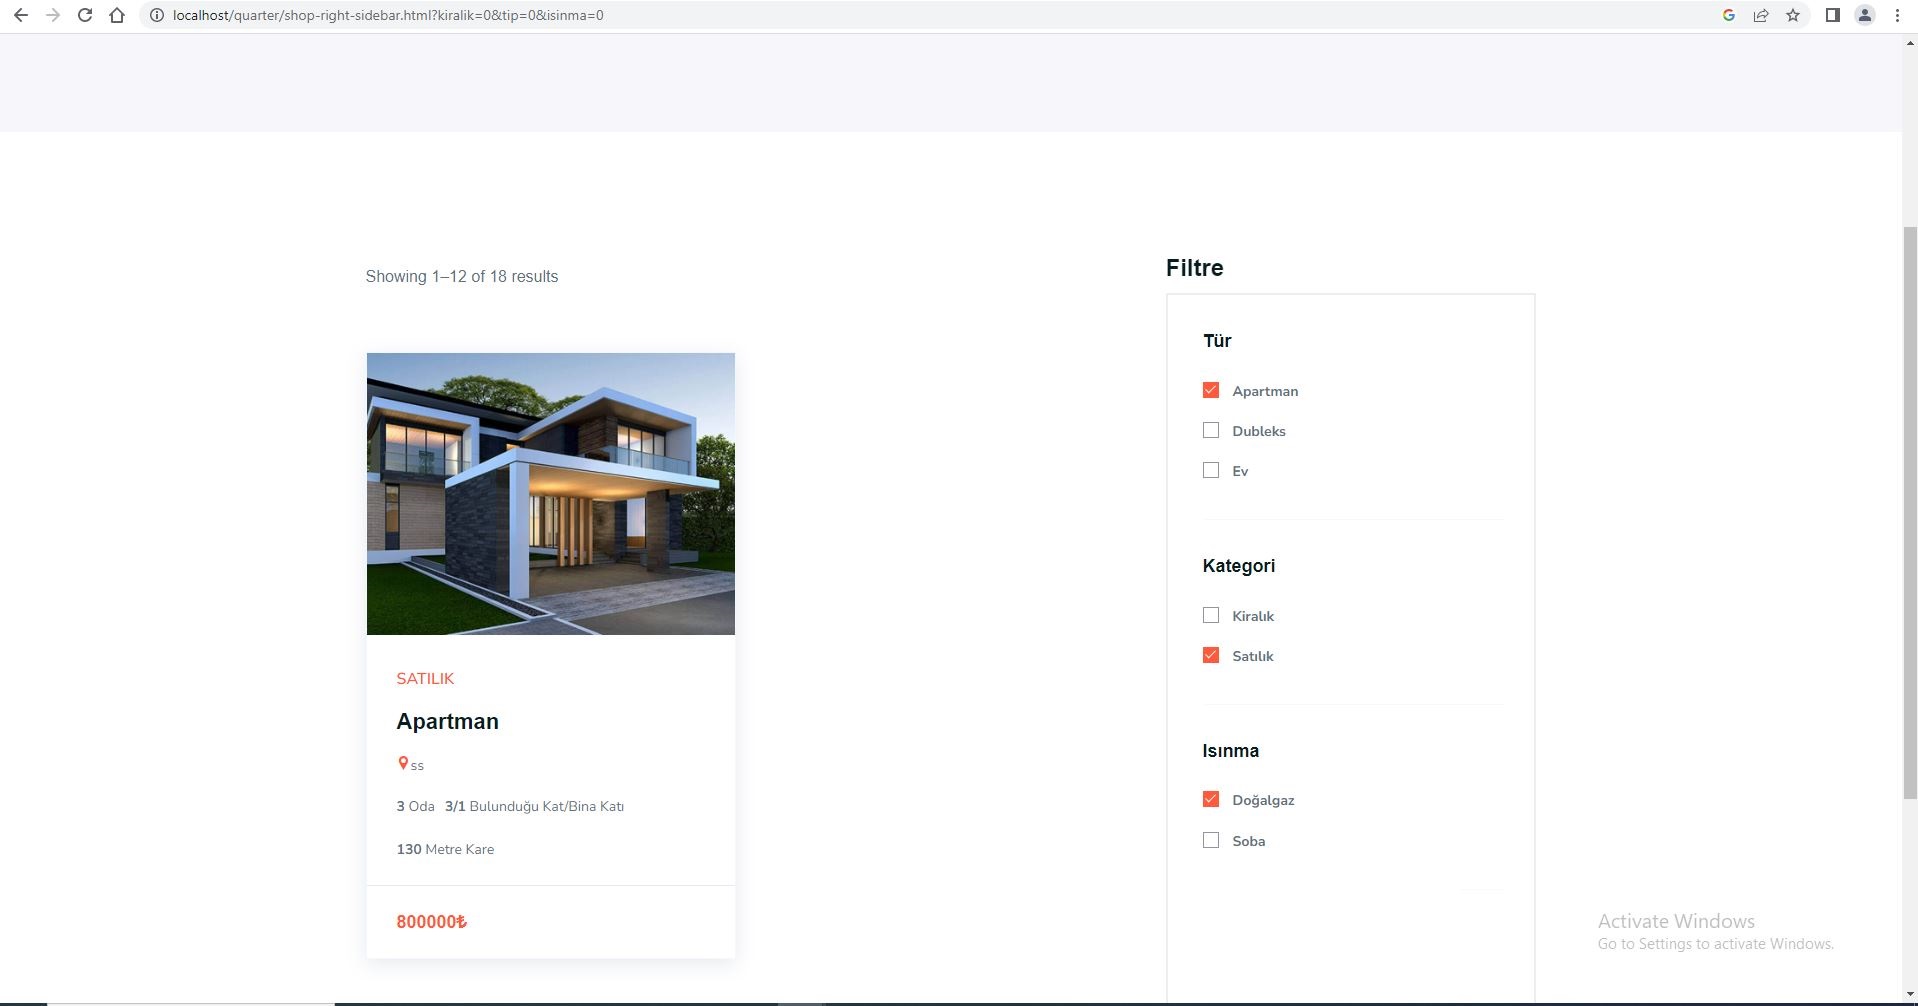 localhost/quarter/shop-right-sidebar.html?kiralik=0&tip=0&isinma=0
Showing 1–12 of 18 results
SATILIK
Apartman
ss
3 Oda 3/1 Bulunduğu Kat/Bina Katı
130 Metre Kare
800000₺
Filtre
Tür
Apartman
Dubleks
Ev
Kategori
Kiralık
Satılık
Isınma
Doğalgaz
Soba
Activate Windows
Go to Settings to activate Windows.